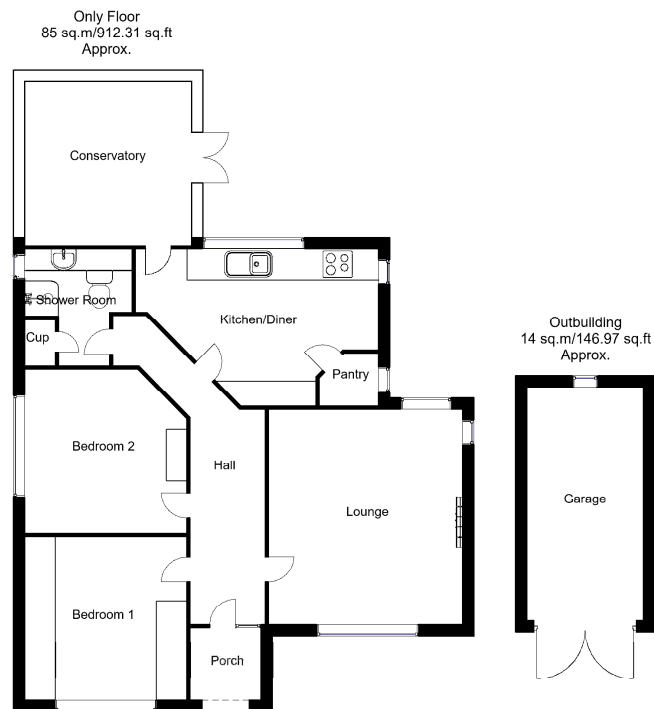 Only Floor
85 sq.m/912.31 sq.ft
Approx.
Conservatory
Shower Room
Kitchen/Diner
Cup
Pantry
Outbuilding
14 sq.m/146.97 sq.ft
Approx.
Bedroom 2
Hall
Lounge
Garage
Bedroom 1
Porch